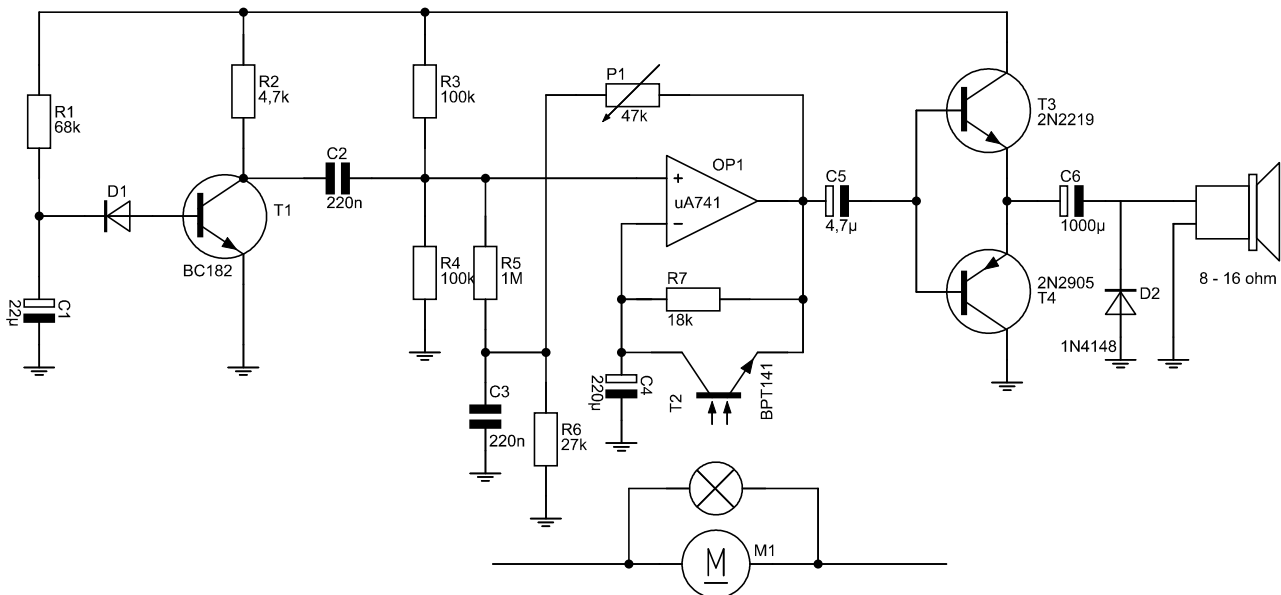 R1
68k
R2
4,7k
R3
100k
P1
47k
D1
T1
BC182
C1
22µ
C2
220n
R4
100k
R5
1M
C3
220n
R6
27k
OP1
+
uA741
−
R7
18k
C4
220µ
T2
BPT141
C5
4,7µ
T3
2N2219
2N2905
T4
C6
1000µ
D2
1N4148
8 - 16 ohm
M
M1